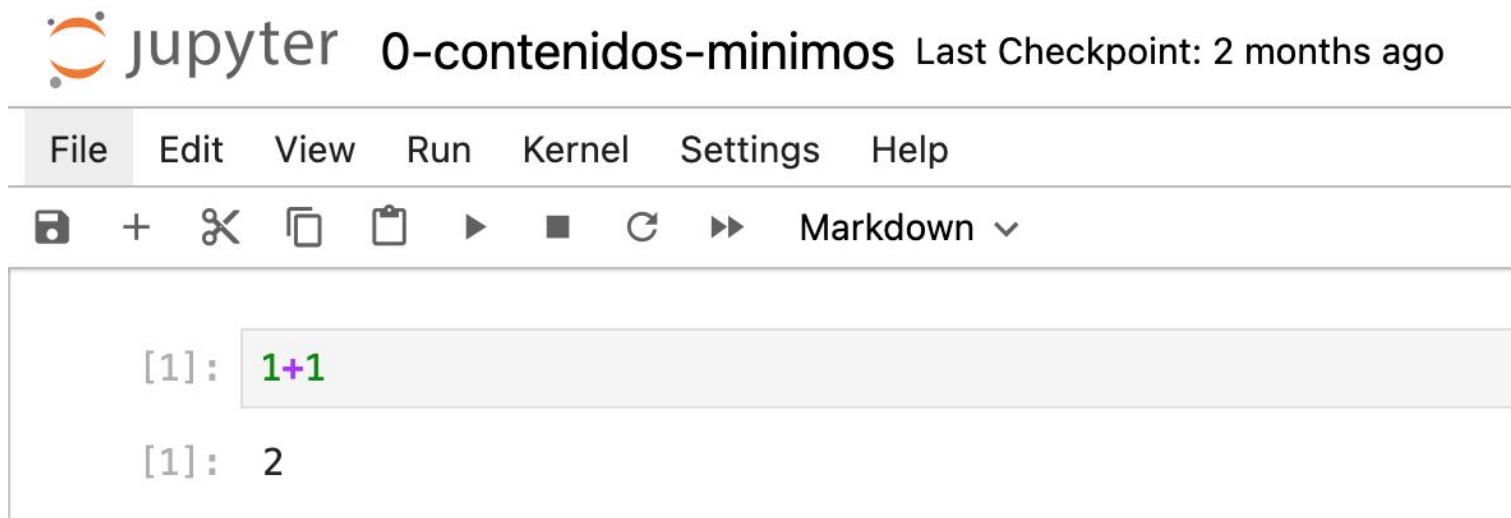 jupyter 0-contenidos-minimos Last Checkpoint: 2 months ago
File Edit View Run Kernel Settings Help
Markdown
[1]: 1+1
[1]: 2